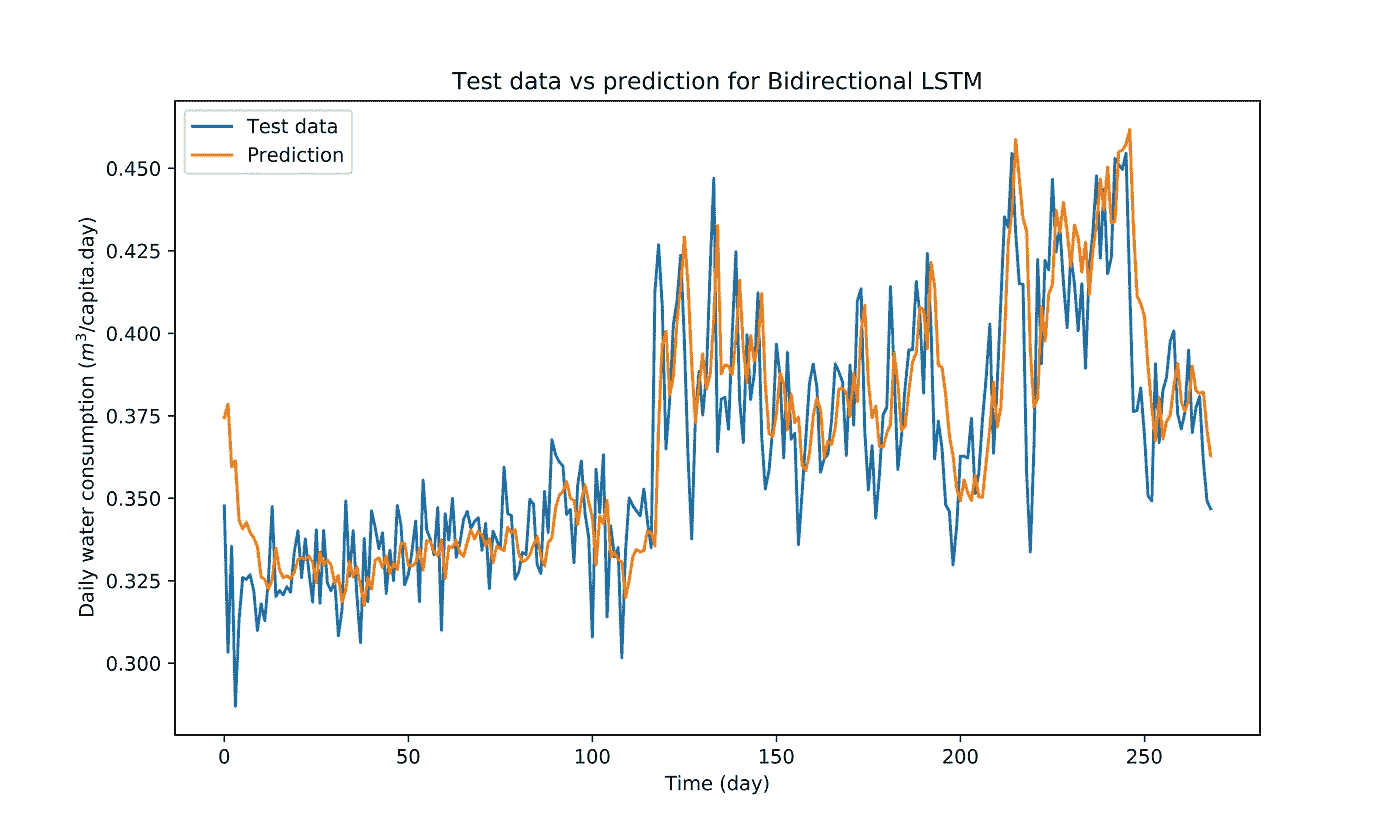 Test data vs prediction for Bidirectional LSTM
Test data
Prediction
Daily water consumption (m³/capita.day)
0.450
0.425
0.400
0.375
0.350
0.325
0.300
0 50 100 150 200 250
Time (day)